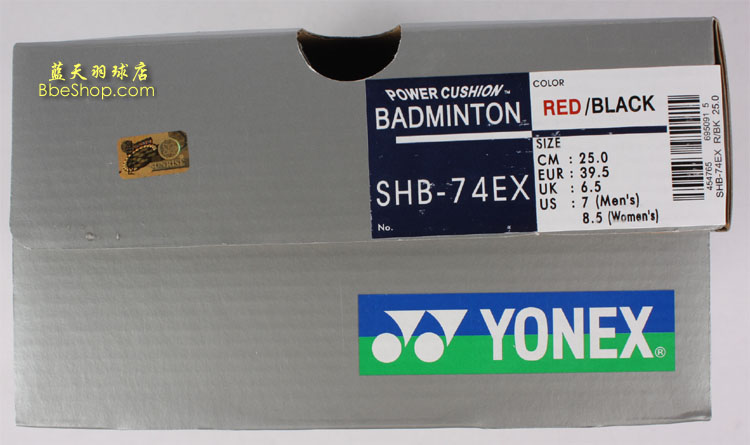 蓝天羽球店
BbeShop.com
POWER CUSHION™
BADMINTON
SHB-74EX
No.
COLOR
RED/BLACK
SIZE
CM : 25.0
EUR : 39.5
UK : 6.5
US : 7 (Men's)
8.5 (Women's)
454765 695091 5
SHB-74EX R/BK 25.0
YONEX®